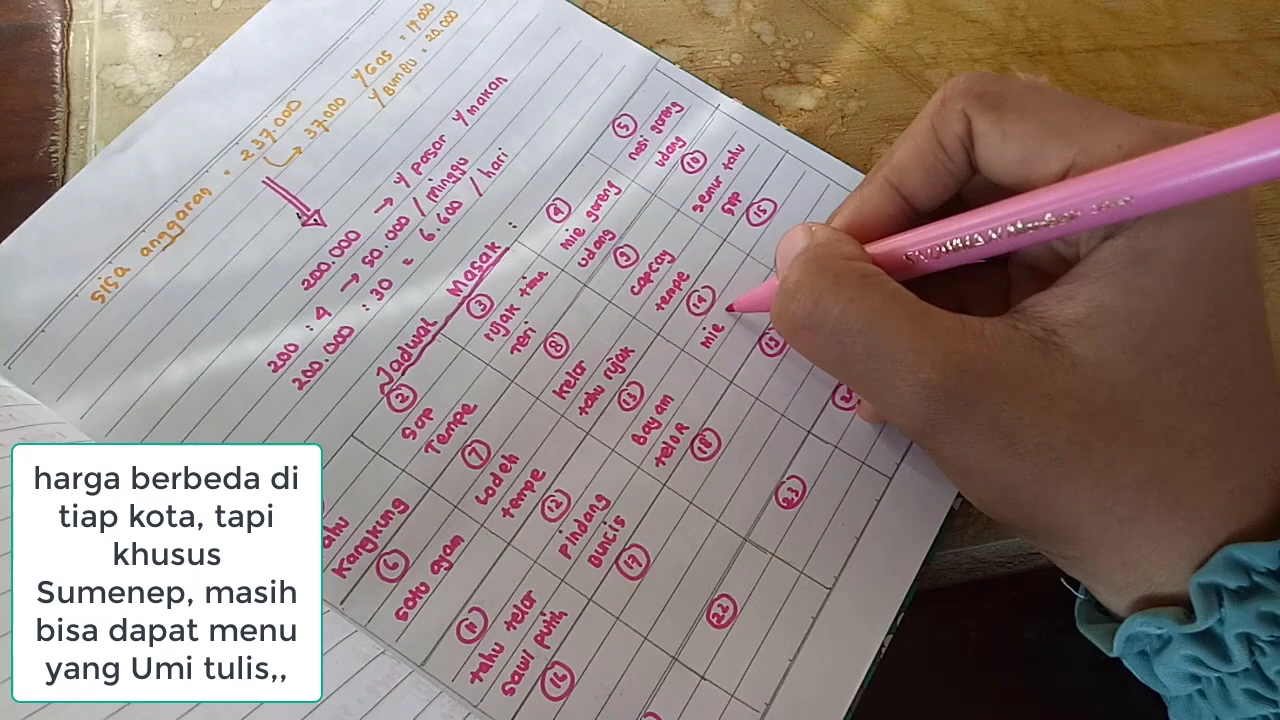 sisa anggaran = 237.000
37.000 y Gas = 17.000
y Bumbu = 20.000
200.000 → y pasar y makan
200 : 4 → 50.000 / minggu
200.000 : 30 = 6.600 / hari
Jadwal Masak :
ahu
Kangkung
2
sop
Tempe
3
rujak tmn
Teri
4
mie goreng
udang
5
nasi goreng
udang
6
soto ayam
7
Lodeh
tempe
8
kelor
tahu rujak
9
capcay
tempe
10
semur tahu
sop
11
tahu telor
sawi putih
12
pindang
Buncis
13
Bayam
telor
14
mie
15
16
17
18
22
23
harga berbeda di
tiap kota, tapi
khusus
Sumenep, masih
bisa dapat menu
yang Umi tulis,,